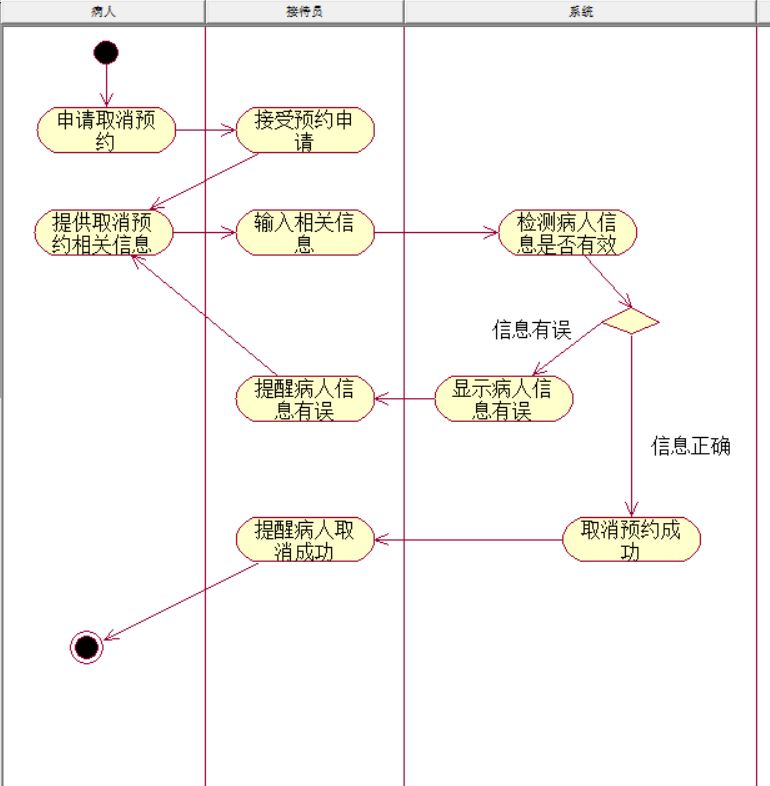 病人
接待员
系统
申请取消预
约
接受预约申
请
提供取消预
约相关信息
输入相关信
息
检测病人信
息是否有效
信息有误
提醒病人信
息有误
显示病人信
息有误
信息正确
提醒病人取
消成功
取消预约成
功